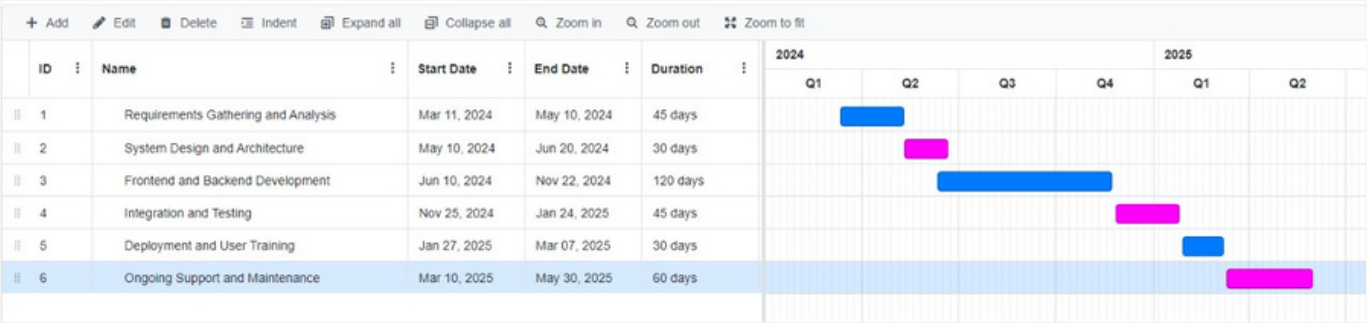 + Add Edit Delete Indent Expand all Collapse all Zoom in Zoom out Zoom to fit
ID Name Start Date End Date Duration
2024 2025
Q1 Q2 Q3 Q4 Q1 Q2
1 Requirements Gathering and Analysis Mar 11, 2024 May 10, 2024 45 days
2 System Design and Architecture May 10, 2024 Jun 20, 2024 30 days
3 Frontend and Backend Development Jun 10, 2024 Nov 22, 2024 120 days
4 Integration and Testing Nov 25, 2024 Jan 24, 2025 45 days
5 Deployment and User Training Jan 27, 2025 Mar 07, 2025 30 days
6 Ongoing Support and Maintenance Mar 10, 2025 May 30, 2025 60 days